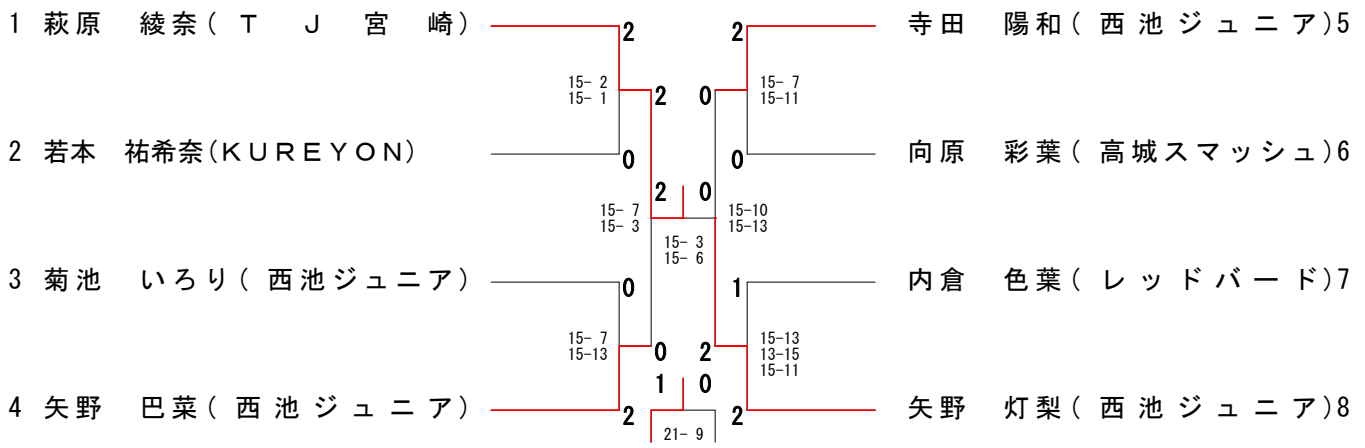 1 萩原 綾奈(TJ宮崎) 2 2 寺田 陽和(西池ジュニア)5
15- 2 15- 7
15- 1 2 0 15-11
2 若本 祐希奈(KUREYON) 0 0 向原 彩葉(高城スマッシュ)6
2 0
15- 7 15-10
15- 3 15-13
15- 3
15- 6
3 菊池 いろり(西池ジュニア) 0 1 内倉 色葉(レッドバード)7
15- 7 15-13
15-13 0 2 13-15
15-11
1 0
4 矢野 巴菜(西池ジュニア) 2 2 矢野 灯梨(西池ジュニア)8
21- 9